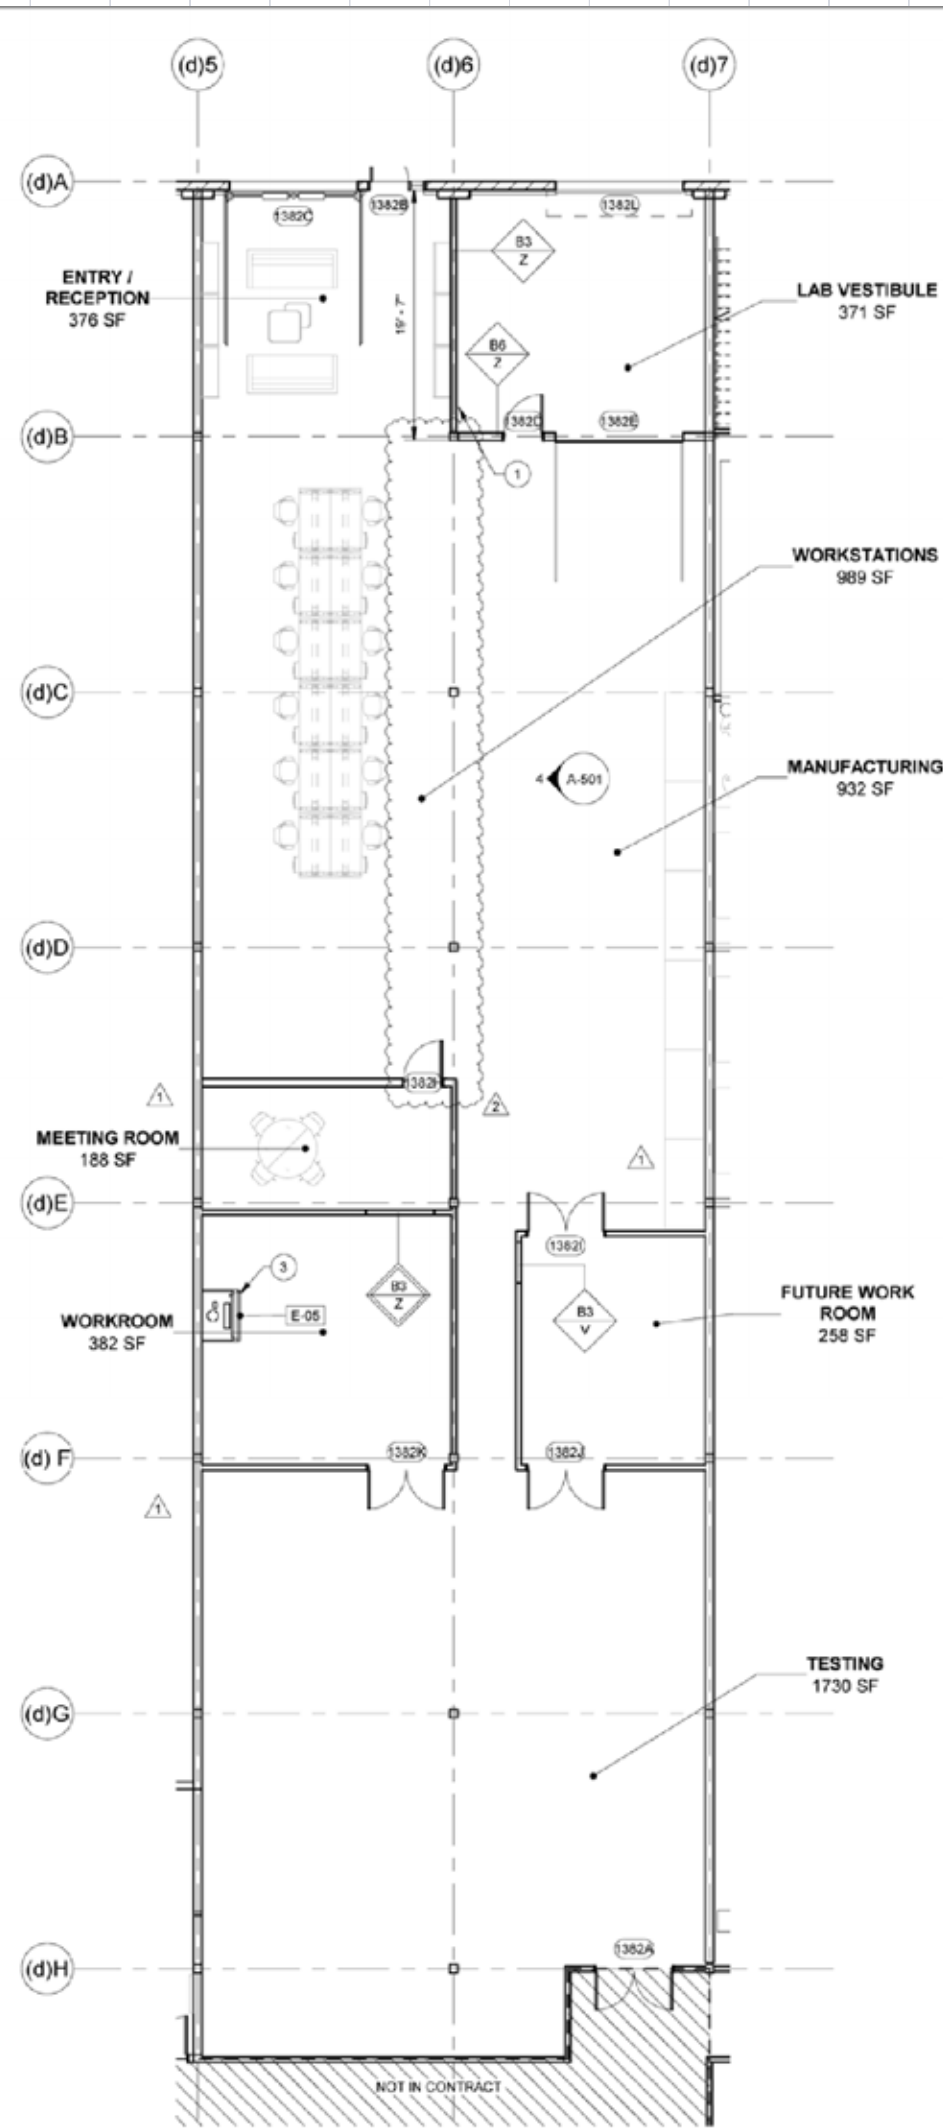 (d)5
(d)6
(d)7
(d)A
1382C
1382B
1382L
B3
Z
ENTRY /
RECEPTION
376 SF
19' - 7"
LAB VESTIBULE
371 SF
B6
Z
1382D
1382E
(d)B
1
WORKSTATIONS
989 SF
(d)C
4
A-501
MANUFACTURING
932 SF
(d)D
1382H
1
2
MEETING ROOM
188 SF
1
(d)E
1382I
3
B3
Z
E-05
WORKROOM
382 SF
B3
V
FUTURE WORK
ROOM
258 SF
(d) F
1382K
1382J
1
TESTING
1730 SF
(d)G
1382A
(d)H
NOT IN CONTRACT